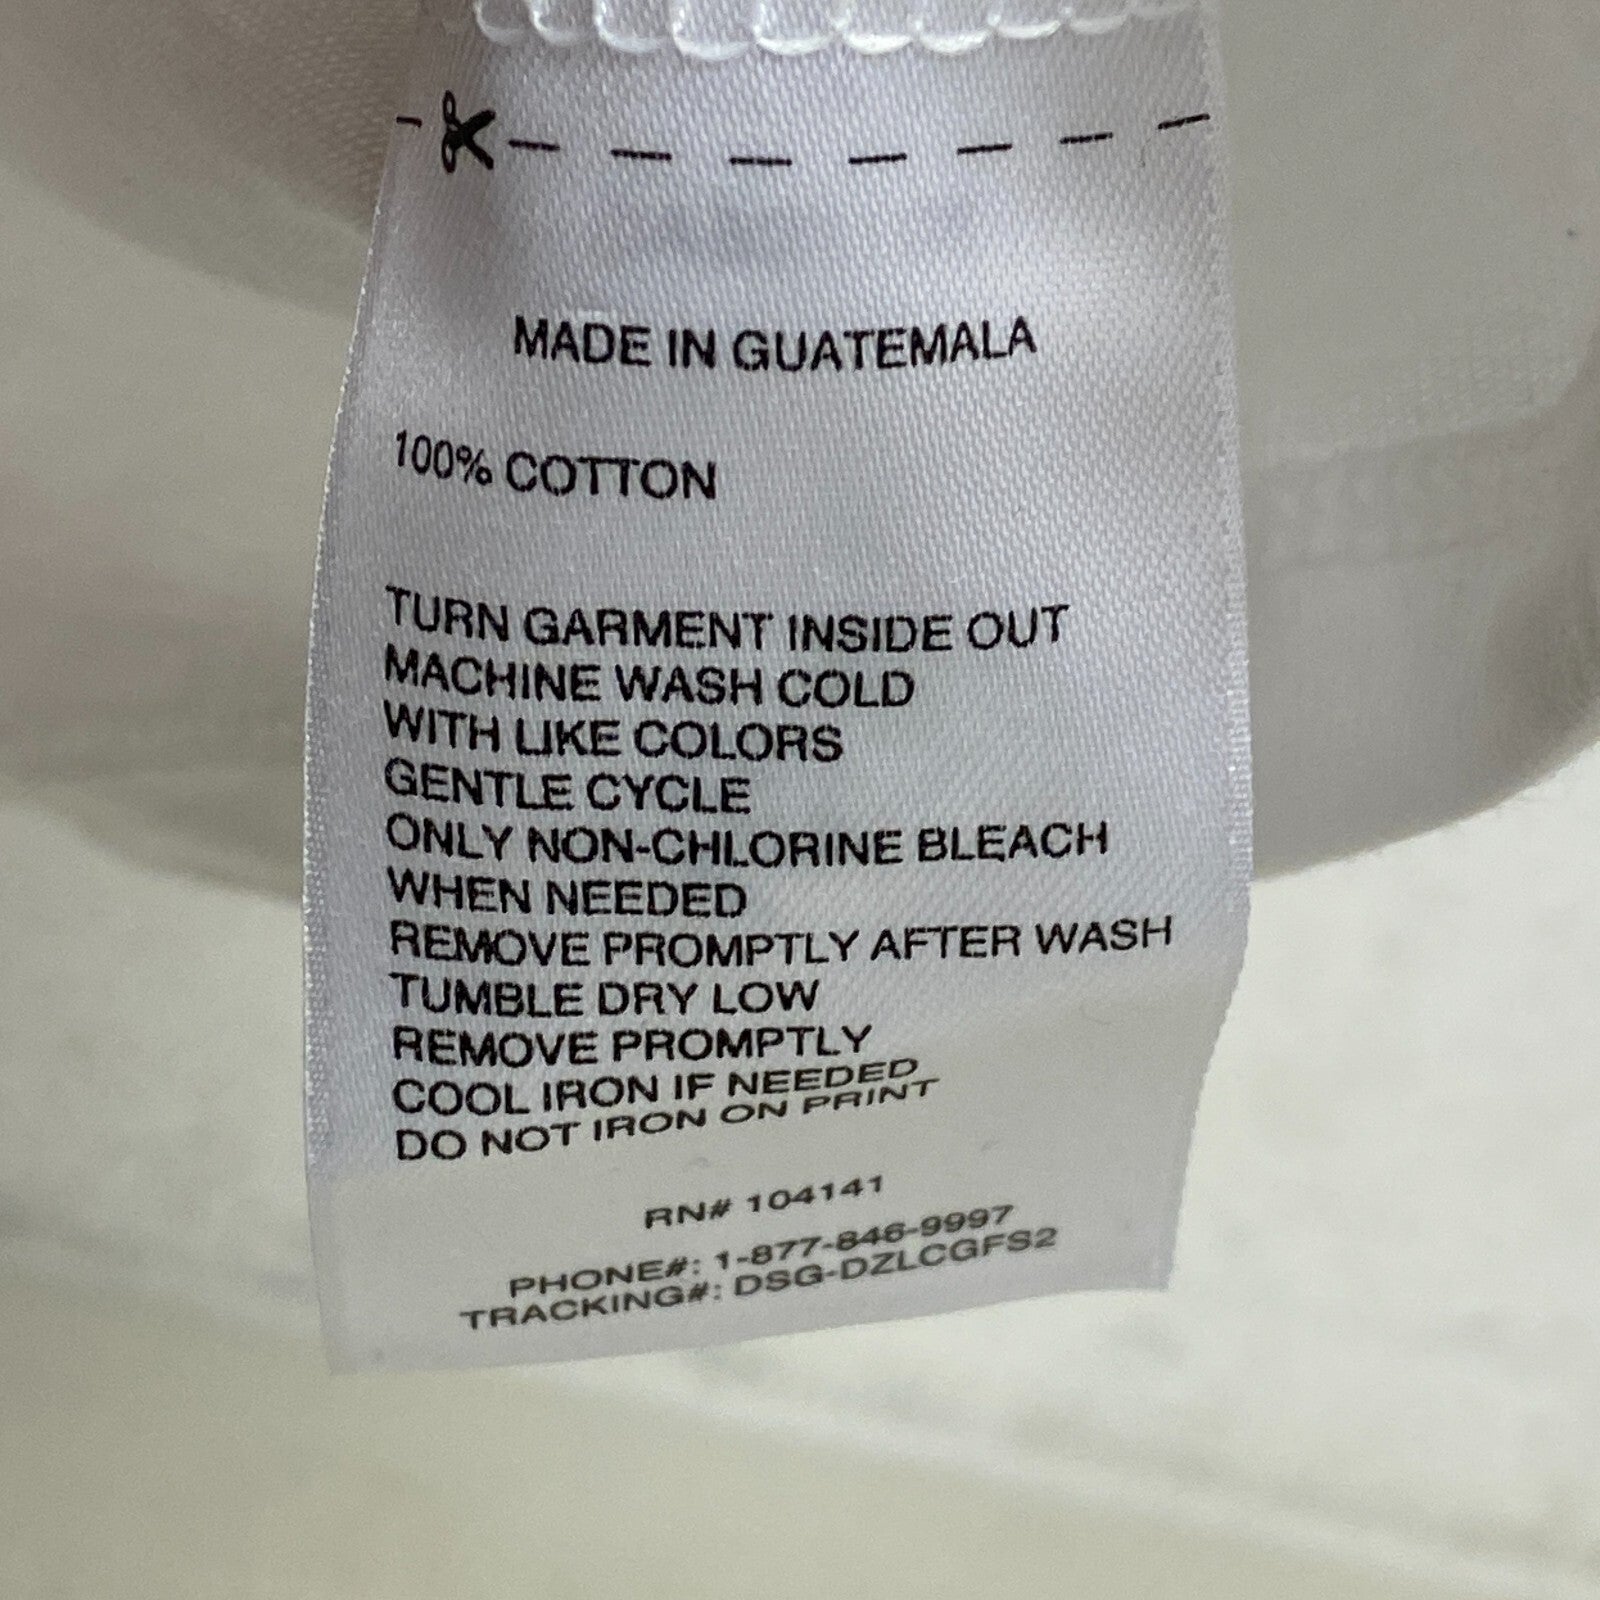 MADE IN GUATEMALA
100% COTTON
TURN GARMENT INSIDE OUT
MACHINE WASH COLD
WITH LIKE COLORS
GENTLE CYCLE
ONLY NON-CHLORINE BLEACH
WHEN NEEDED
REMOVE PROMPTLY AFTER WASH
TUMBLE DRY LOW
REMOVE PROMPTLY
COOL IRON IF NEEDED
DO NOT IRON ON PRINT
RN# 104141
PHONE#: 1-877-846-9997
TRACKING#: DSG-DZLCGFS2